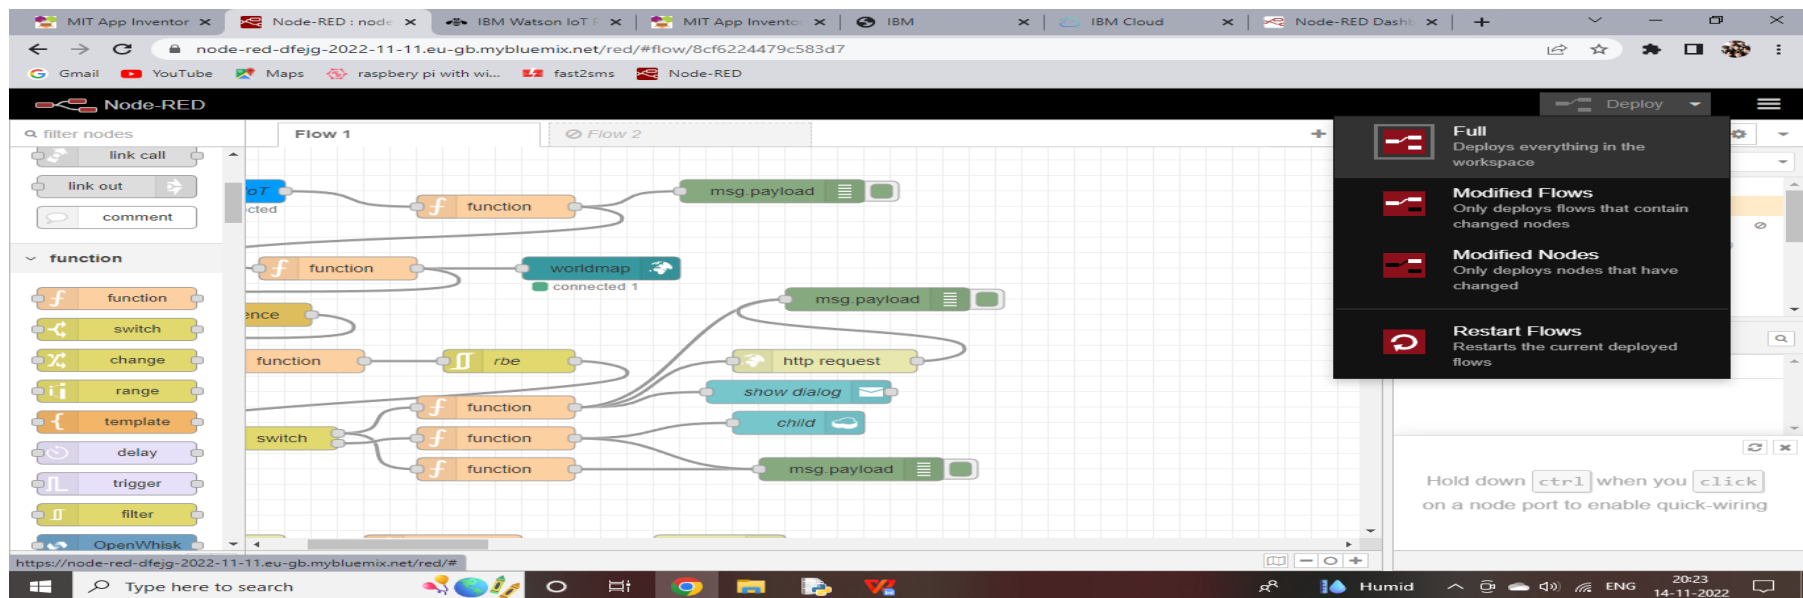 MIT App Inventor
Node-RED : node
IBM Watson IoT P
MIT App Invento
IBM
IBM Cloud
Node-RED Dashb
node-red-dfejg-2022-11-11.eu-gb.mybluemix.net/red/#flow/8cf6224479c583d7
Gmail
YouTube
Maps
raspbery pi with wi...
fast2sms
Node-RED
Node-RED
Deploy
filter nodes
Flow 1
Flow 2
link call
link out
comment
function
function
switch
change
range
template
delay
trigger
filter
OpenWhisk
IoT
cted
function
msg.payload
function
worldmap
connected 1
ence
msg.payload
function
rbe
http request
show dialog
function
child
switch
function
function
msg.payload
Full
Deploys everything in the
workspace
Modified Flows
Only deploys flows that contain
changed nodes
Modified Nodes
Only deploys nodes that have
changed
Restart Flows
Restarts the current deployed
flows
Hold down ctrl when you click
on a node port to enable quick-wiring
https://node-red-dfejg-2022-11-11.eu-gb.mybluemix.net/red/#
Type here to search
Humid
ENG
20:23
14-11-2022